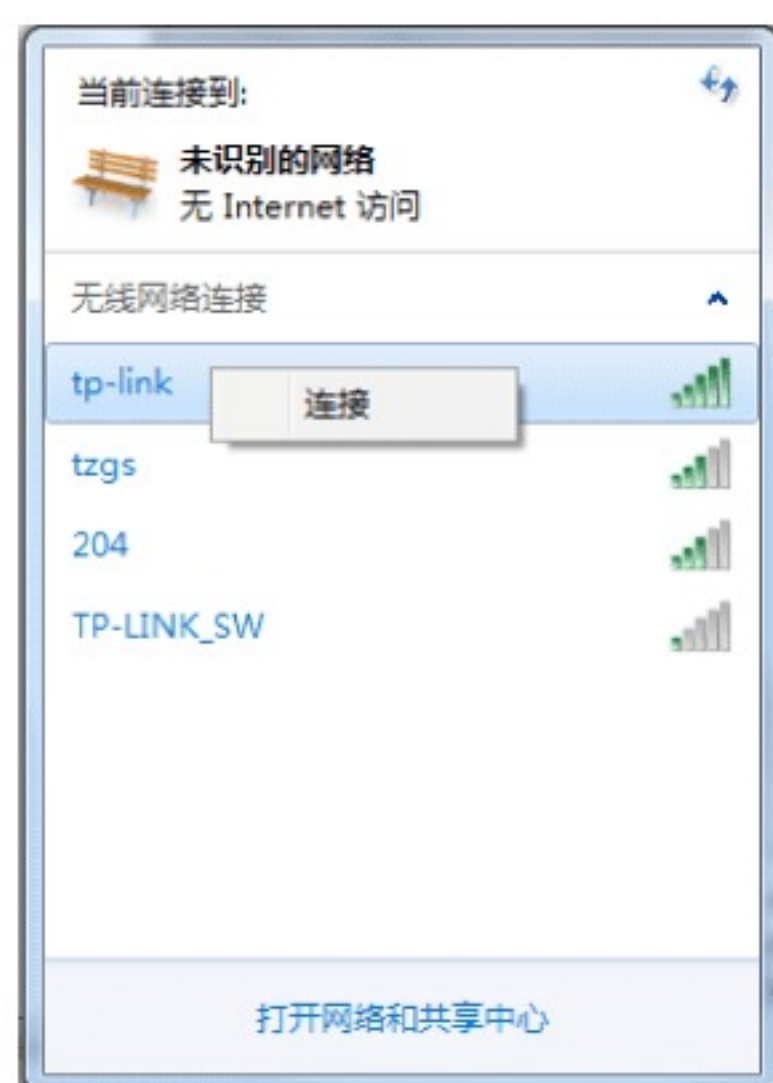 当前连接到:
未识别的网络
无 Internet 访问
无线网络连接
tp-link
连接
tzgs
204
TP-LINK_SW
打开网络和共享中心